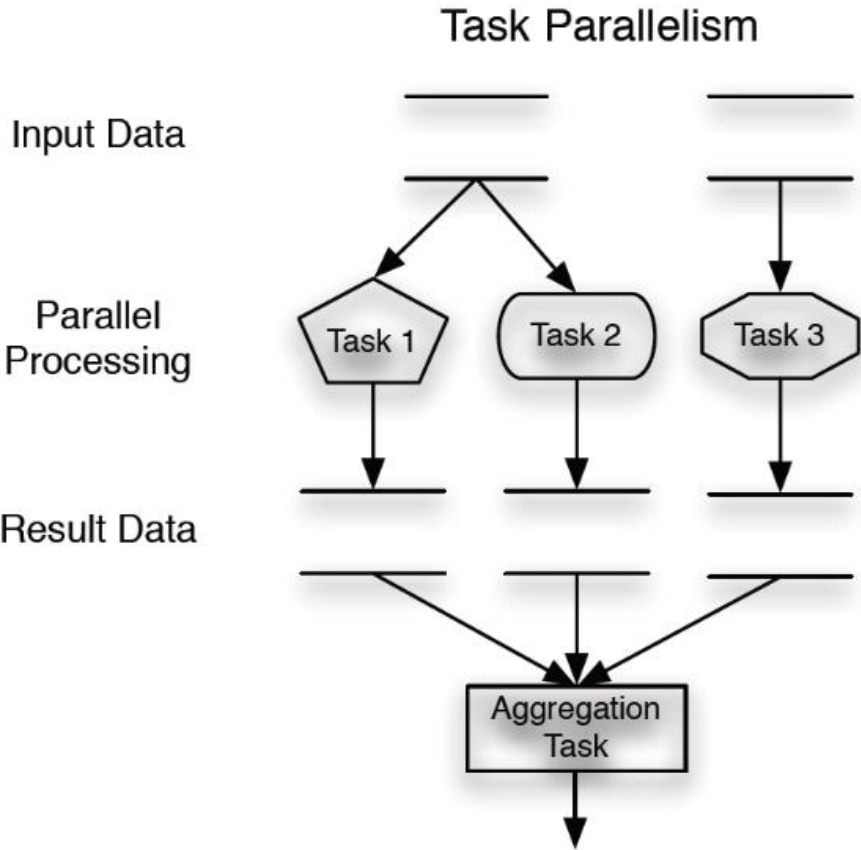 Task Parallelism
Input Data
Parallel
Processing
Task 1
Task 2
Task 3
Result Data
Aggregation
Task